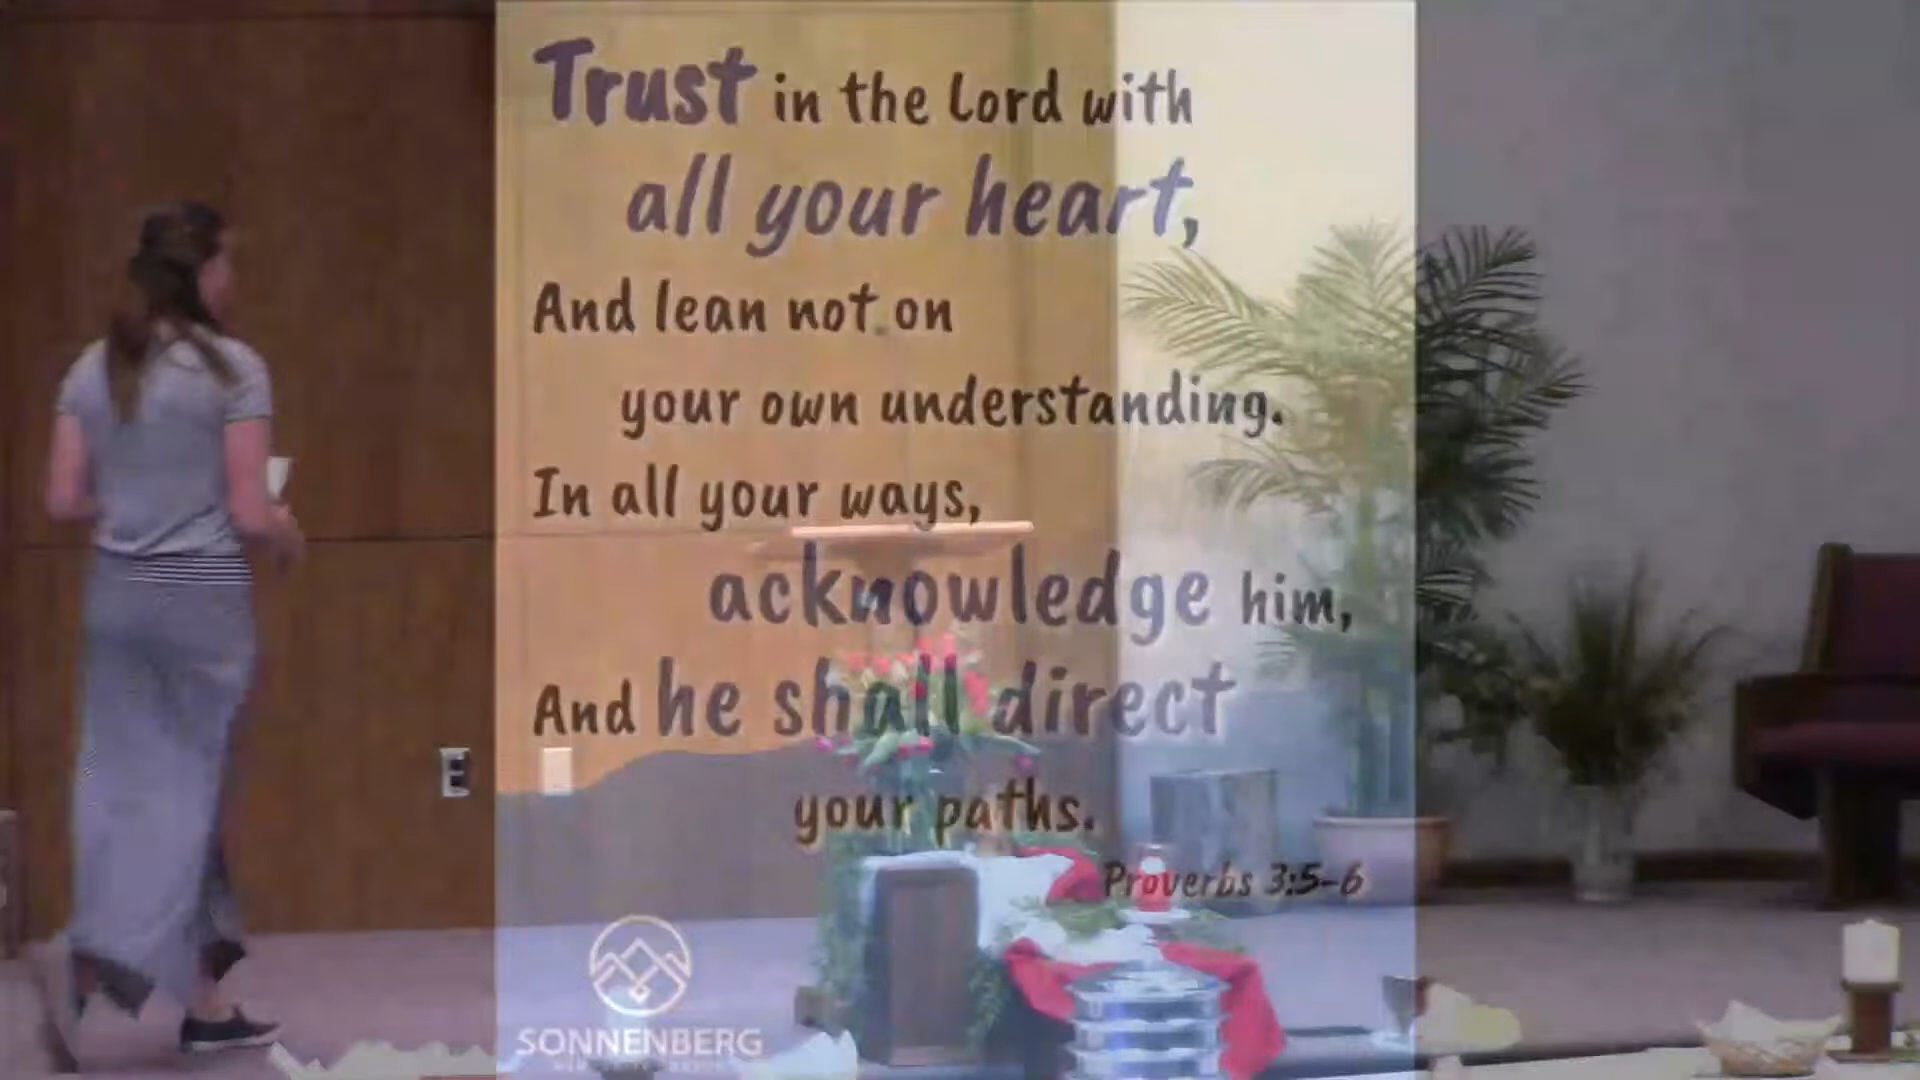 Trust in the Lord with
all your heart,
And lean not on
your own understanding.
In all your ways,
acknowledge him,
And he shall direct
your paths.
Proverbs 3:5-6
SONNENBERG